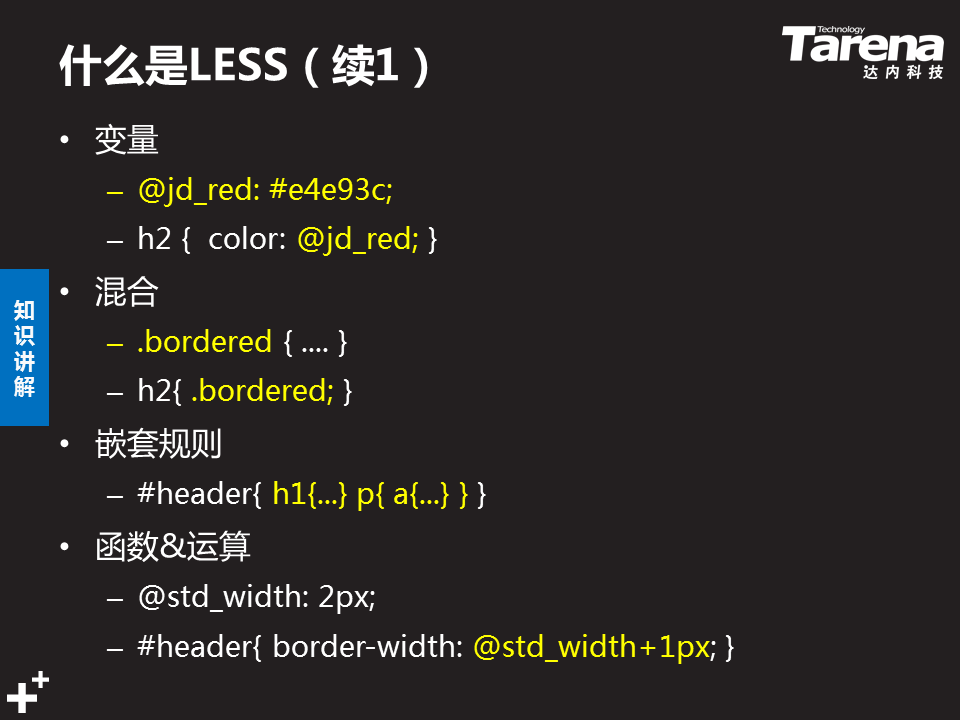 什么是LESS（续1）
Technology
Tarena
达内科技
• 变量
– @jd_red: #e4e93c;
– h2 {  color: @jd_red; }
• 混合
– .bordered { .... }
– h2{ .bordered; }
• 嵌套规则
– #header{ h1{...} p{ a{...} } }
• 函数&运算
– @std_width: 2px;
– #header{ border-width: @std_width+1px; }
知识讲解